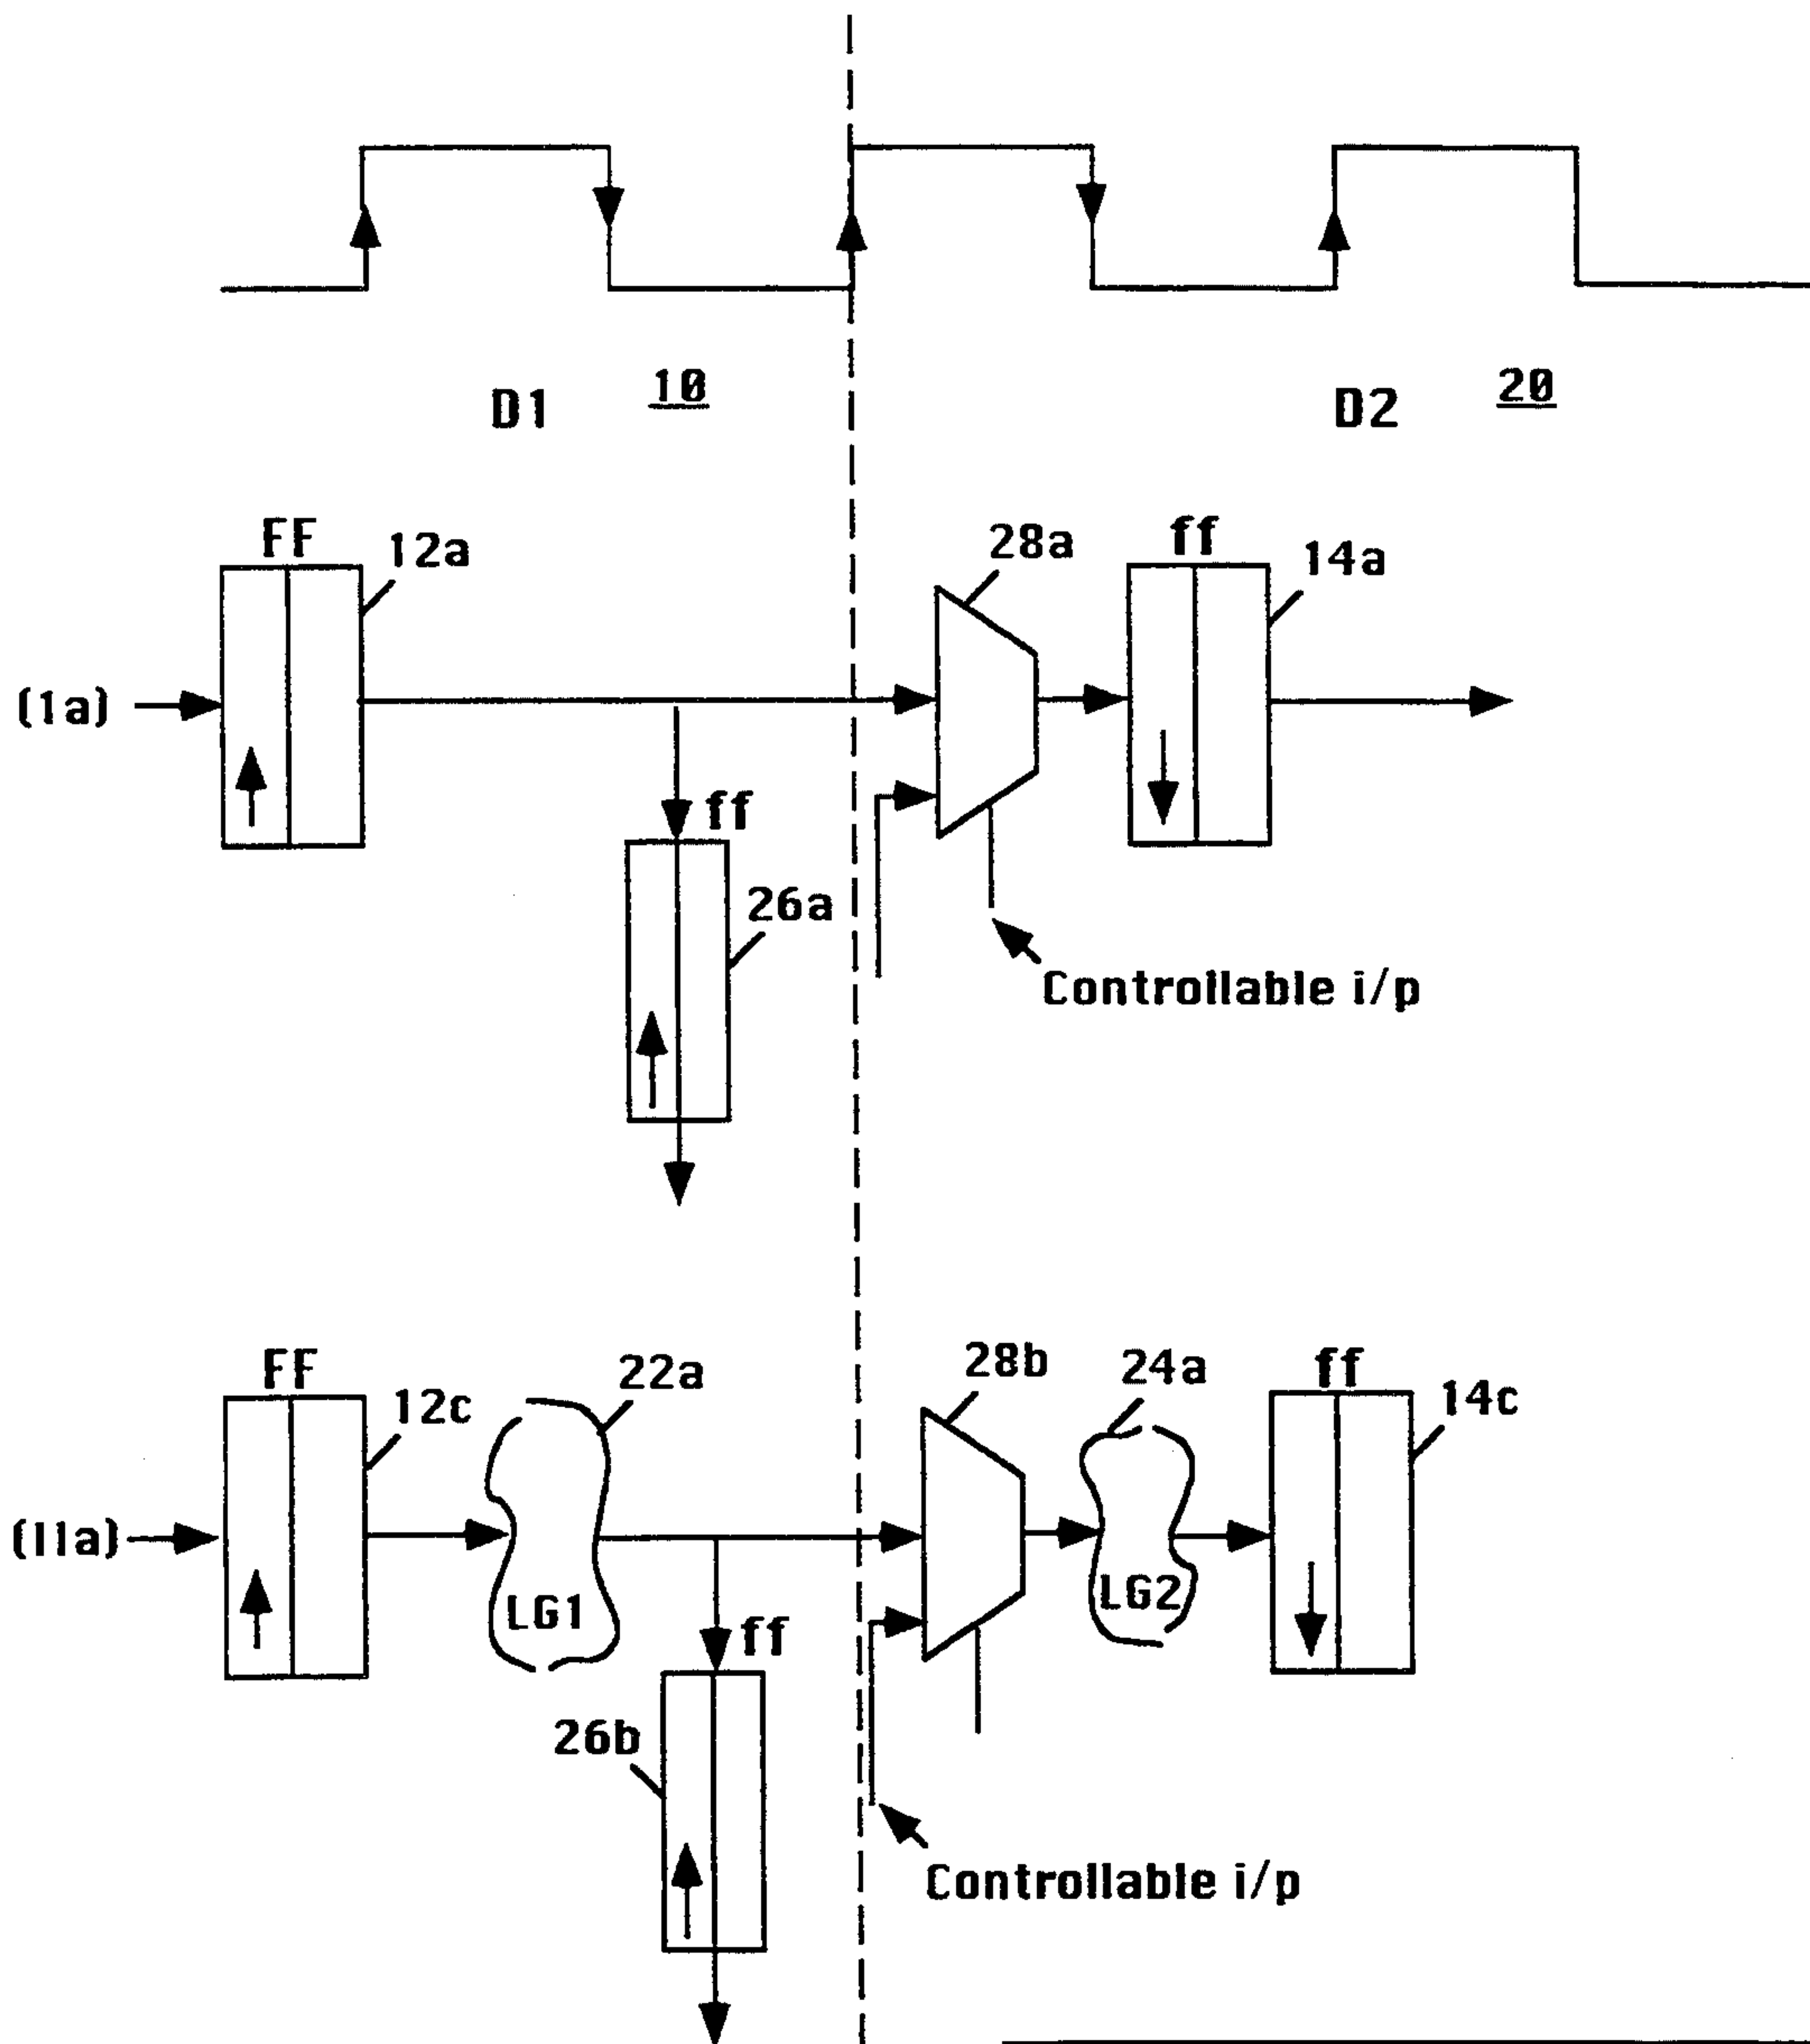 D1
10
D2
20
FF
12a
28a
ff
14a
(1a)
ff
26a
Controllable i/p
FF
12c
22a
28b
24a
ff
14c
(11a)
LG1
LG2
ff
26b
Controllable i/p